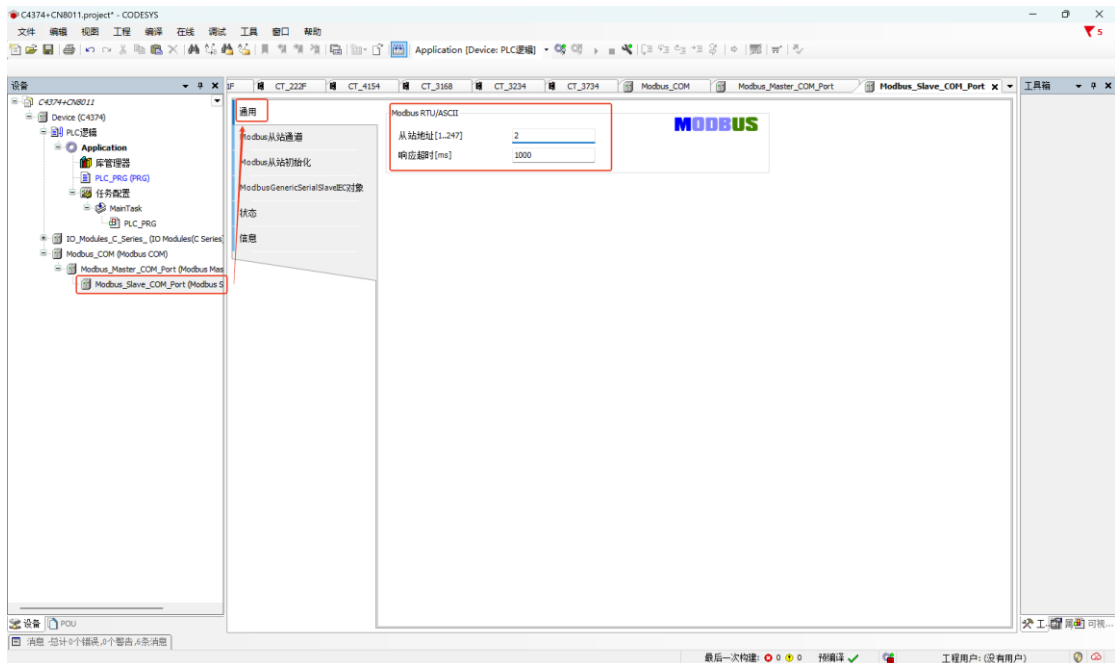 C4374+CN8011.project* - CODESYS
文件 编辑 视图 工程 编译 在线 调试 工具 窗口 帮助
5
Application [Device: PLC逻辑]
设备
C4374+CN8011
Device (C4374)
PLC逻辑
Application
库管理器
PLC_PRG (PRG)
任务配置
MainTask
PLC_PRG
IO_Modules_C_Series_ (IO Modules(C Series
Modbus_COM (Modbus COM)
Modbus_Master_COM_Port (Modbus Mas
Modbus_Slave_COM_Port (Modbus S
设备 POU
1F CT_222F CT_4154 CT_3168 CT_3234 CT_3734 Modbus_COM Modbus_Master_COM_Port Modbus_Slave_COM_Port
通用
Modbus从站通道
Modbus从站初始化
ModbusGenericSerialSlaveIEC对象
状态
信息
Modbus RTU/ASCII
从站地址[1..247] 2
响应超时[ms] 1000
MODBUS
工具箱
工... 可视...
消息 -总计0个错误,0个警告,6条消息
最后一次构建: 0 0 预编译 工程用户: (没有用户)